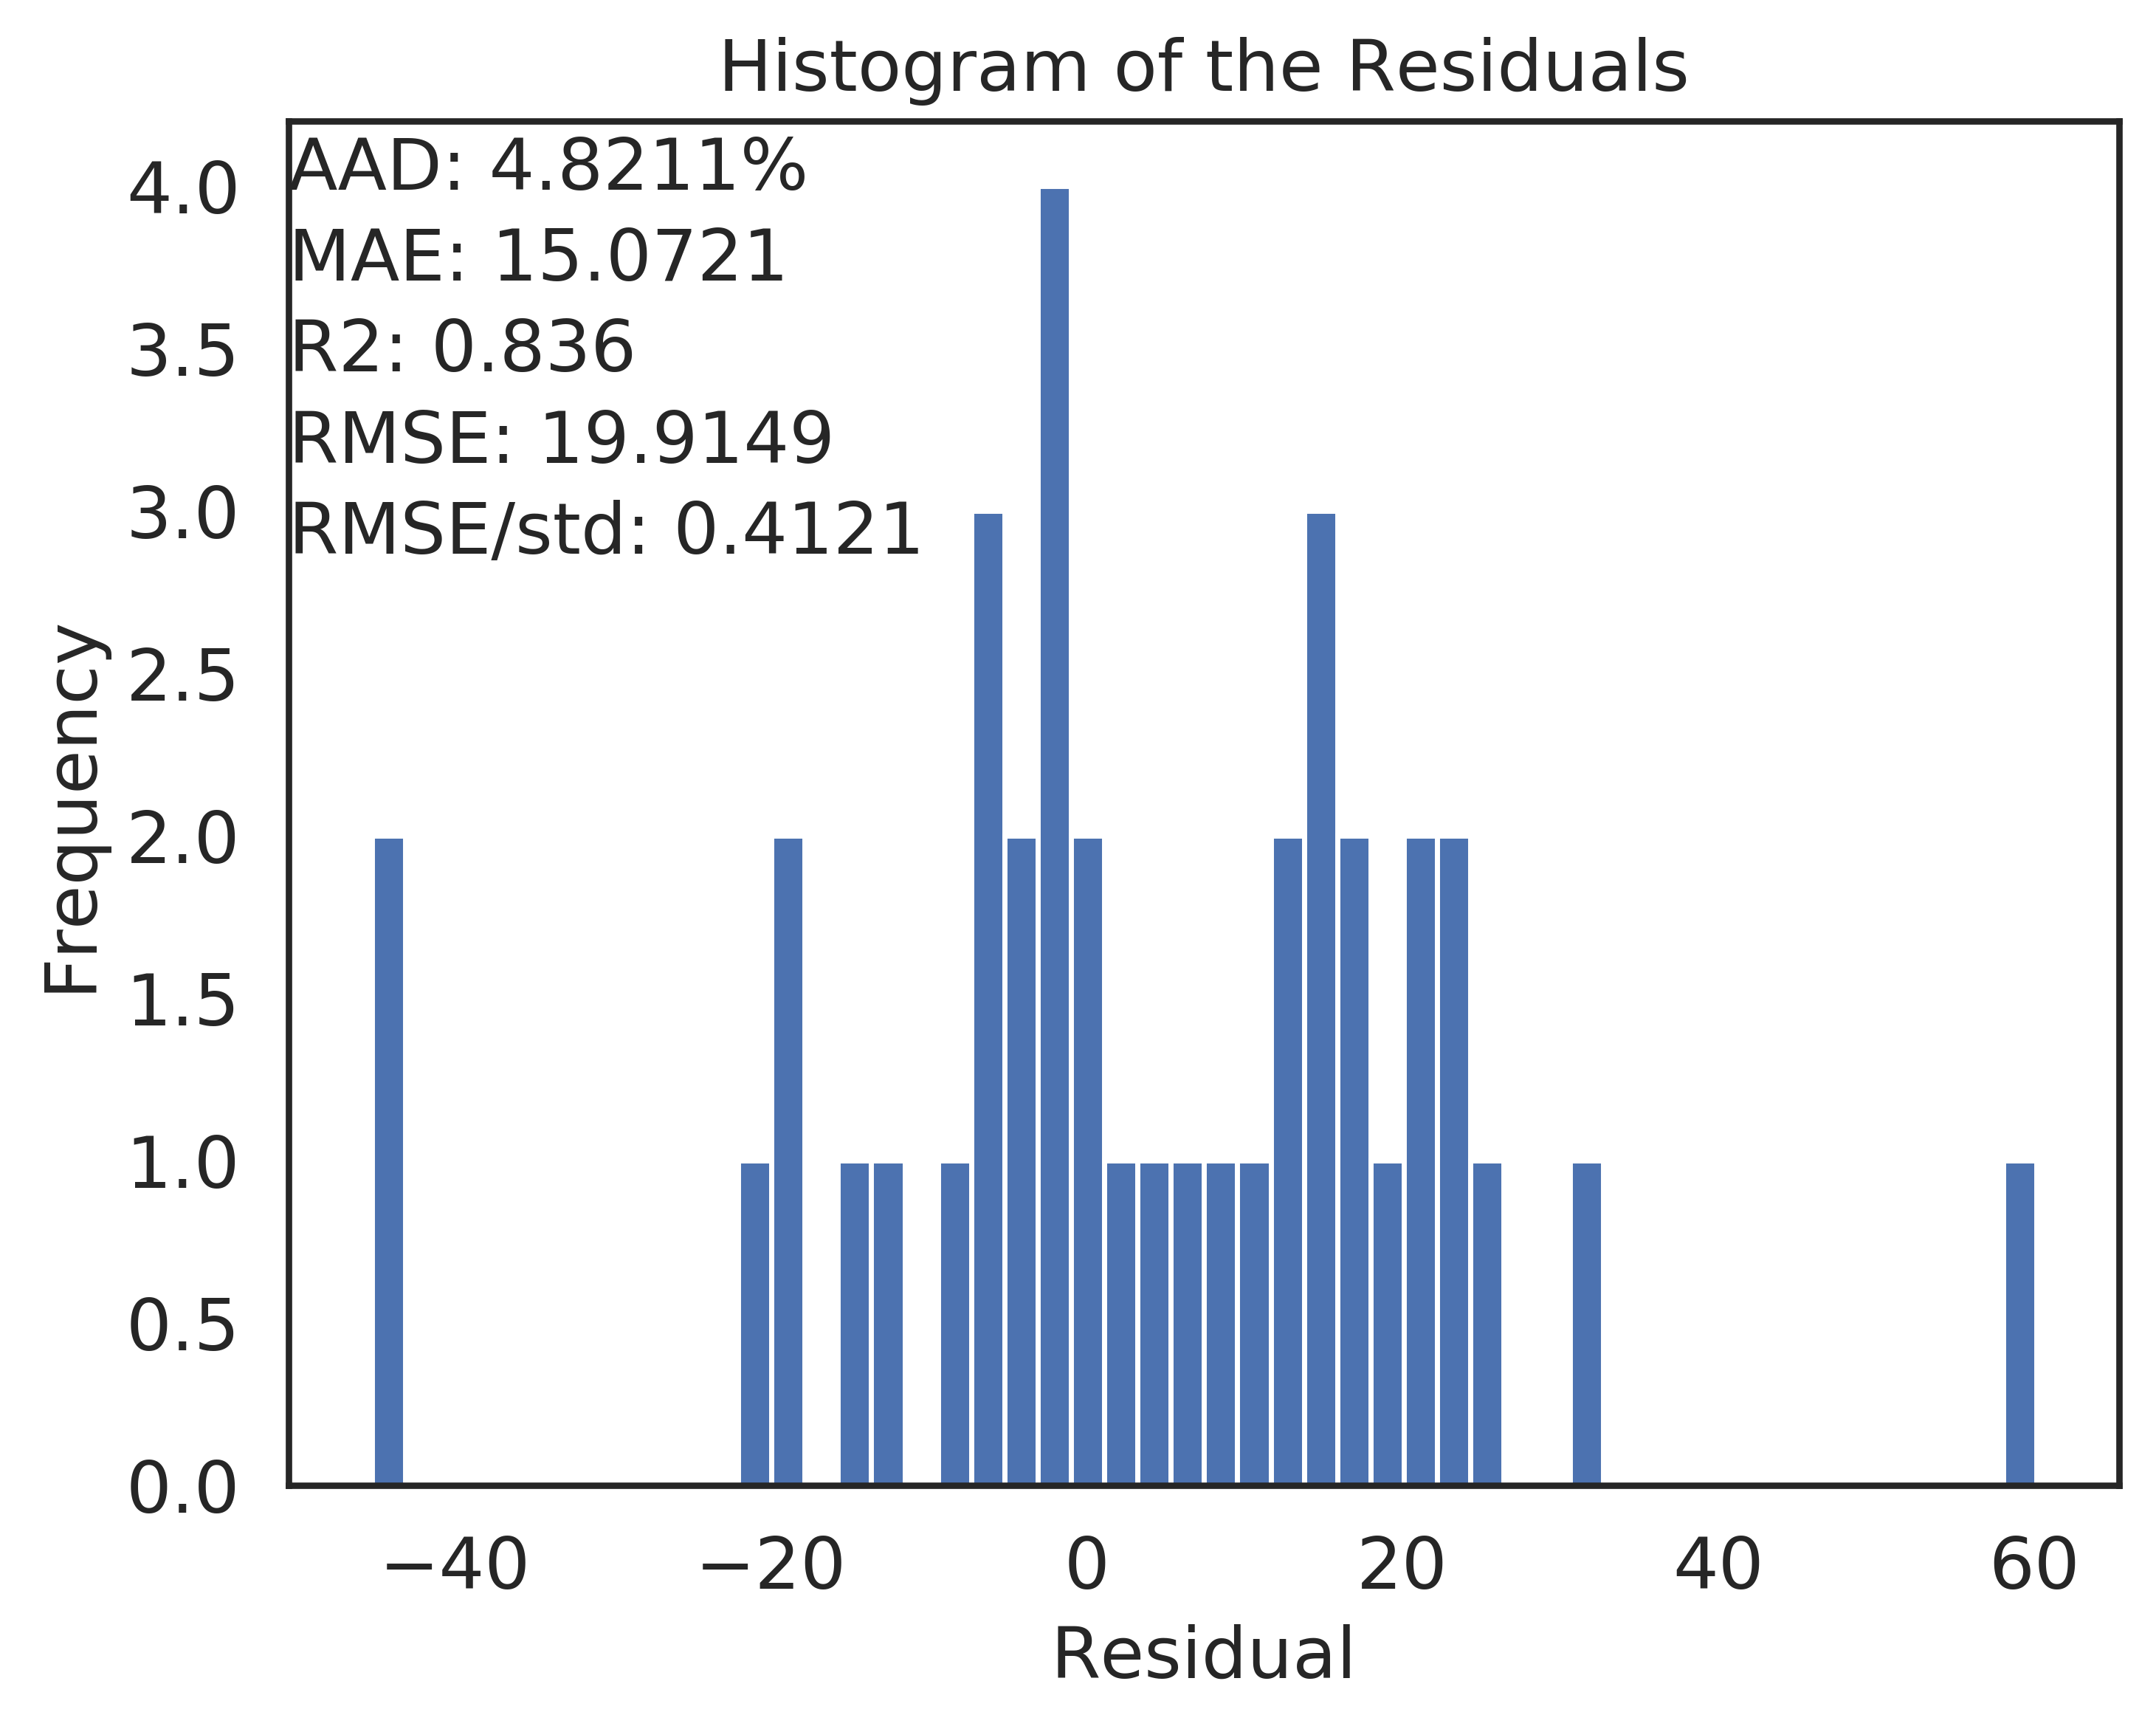 Histogram of the Residuals
AAD: 4.8211%
MAE: 15.0721
R2: 0.836
RMSE: 19.9149
RMSE/std: 0.4121
Frequency
4.0
3.5
3.0
2.5
2.0
1.5
1.0
0.5
0.0
−40 −20 0 20 40 60
Residual